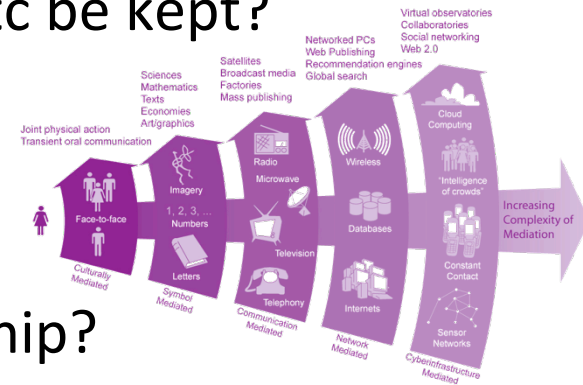 etc be kept?
Joint physical action
Transient oral communication
Sciences
Mathematics
Texts
Economies
Art/graphics
Satellites
Broadcast media
Factories
Mass publishing
Networked PCs
Web Publishing
Recommendation engines
Global search
Virtual observatories
Collaboratories
Social networking
Web 2.0
Face-to-face
Culturally
Mediated
Imagery
1, 2, 3, ...
Numbers
Letters
Symbol
Mediated
Radio
Microwave
Television
Telephony
Communication
Mediated
Wireless
Databases
Internets
Network
Mediated
Cloud
Computing
"Intelligence
of crowds"
Constant
Contact
Sensor
Networks
Cyberinfrastructure
Mediated
Increasing
Complexity of
Mediation